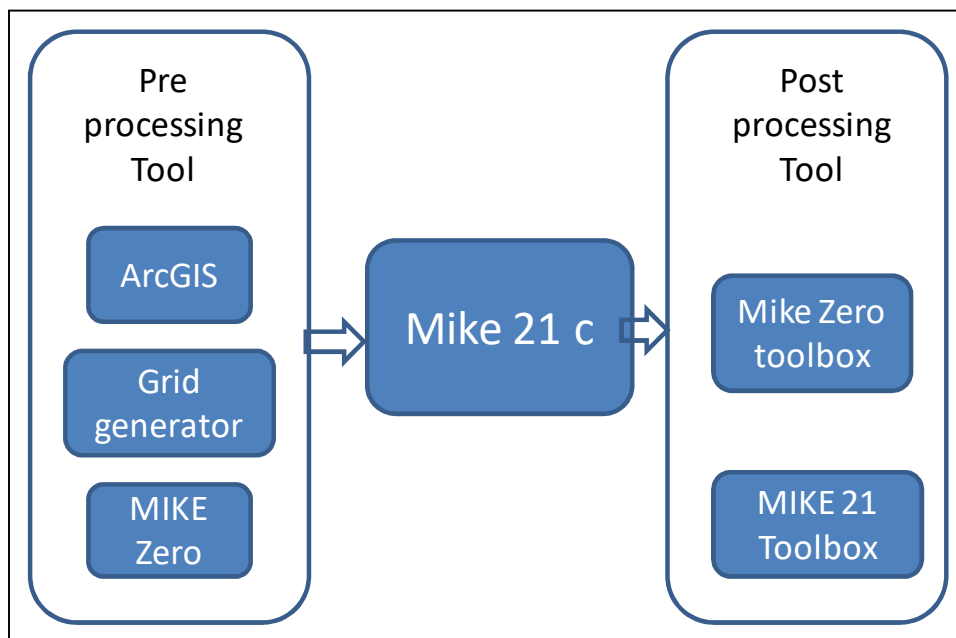 Pre
processing
Tool
ArcGIS
Grid
generator
MIKE
Zero
Mike 21 c
Post
processing
Tool
Mike Zero
toolbox
MIKE 21
Toolbox